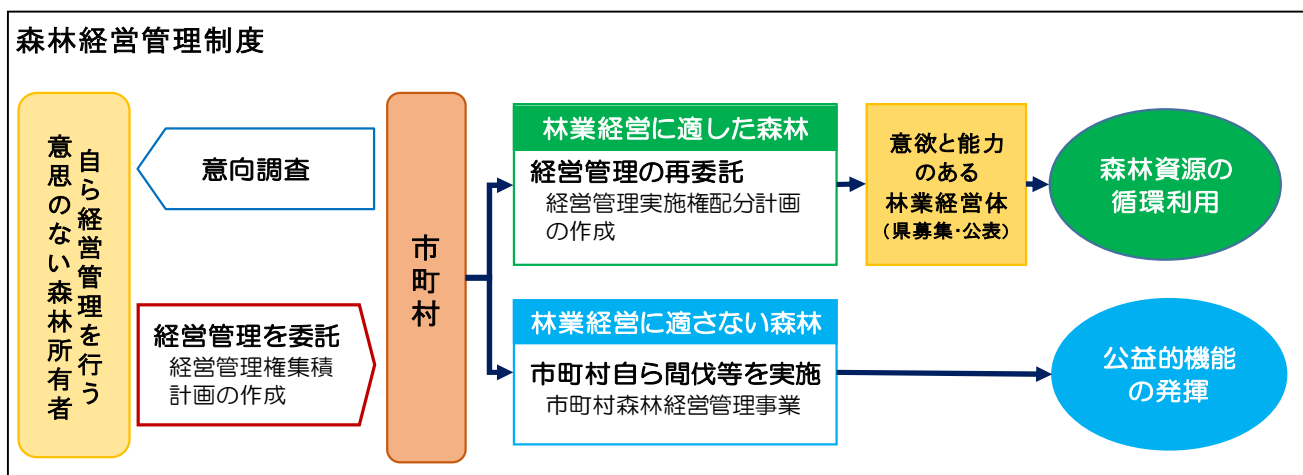 森林経営管理制度
自ら経営管理を行う
意思のない森林所有者
意向調査
経営管理を委託
経営管理権集積
計画の作成
市町村
林業経営に適した森林
経営管理の再委託
経営管理実施権配分計画
の作成
意欲と能力
のある
林業経営体
(県募集・公表)
森林資源の
循環利用
林業経営に適さない森林
市町村自ら間伐等を実施
市町村森林経営管理事業
公益的機能
の発揮